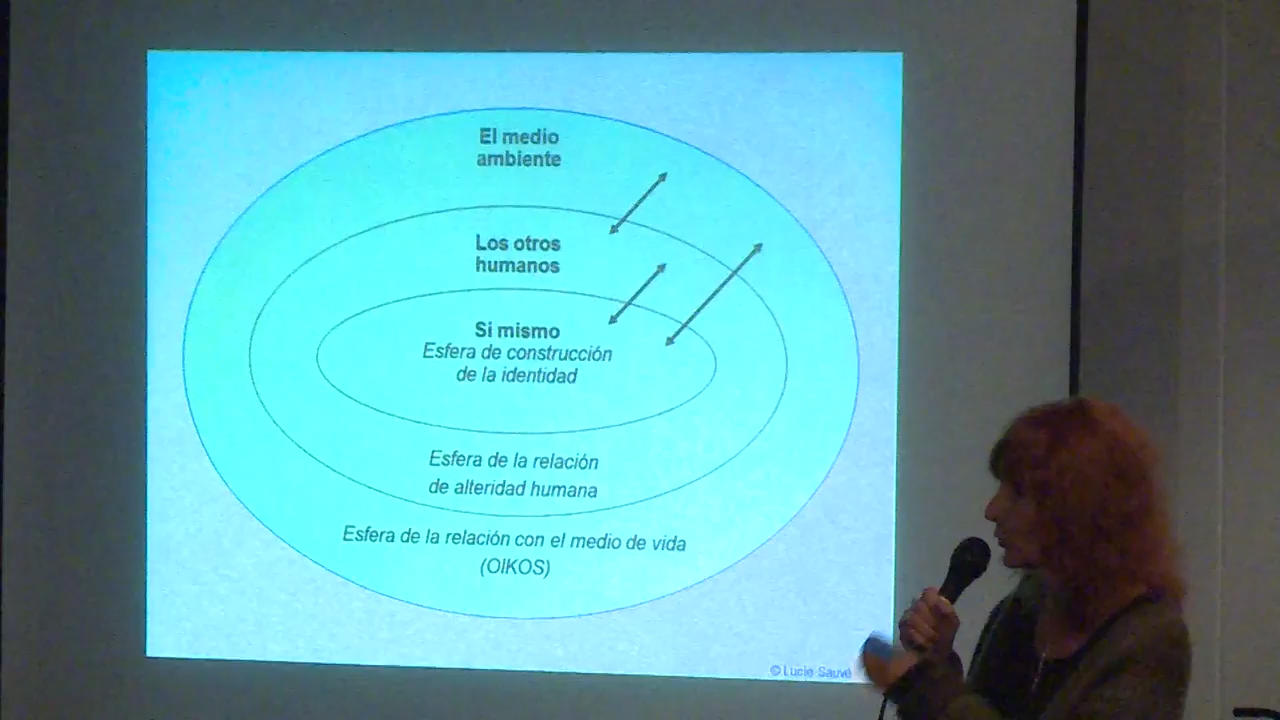 El medio
ambiente
Los otros
humanos
Si mismo
Esfera de construcción
de la identidad
Esfera de la relación
de alteridad humana
Esfera de la relación con el medio de vida
(OIKOS)
© Lucie Sauvé